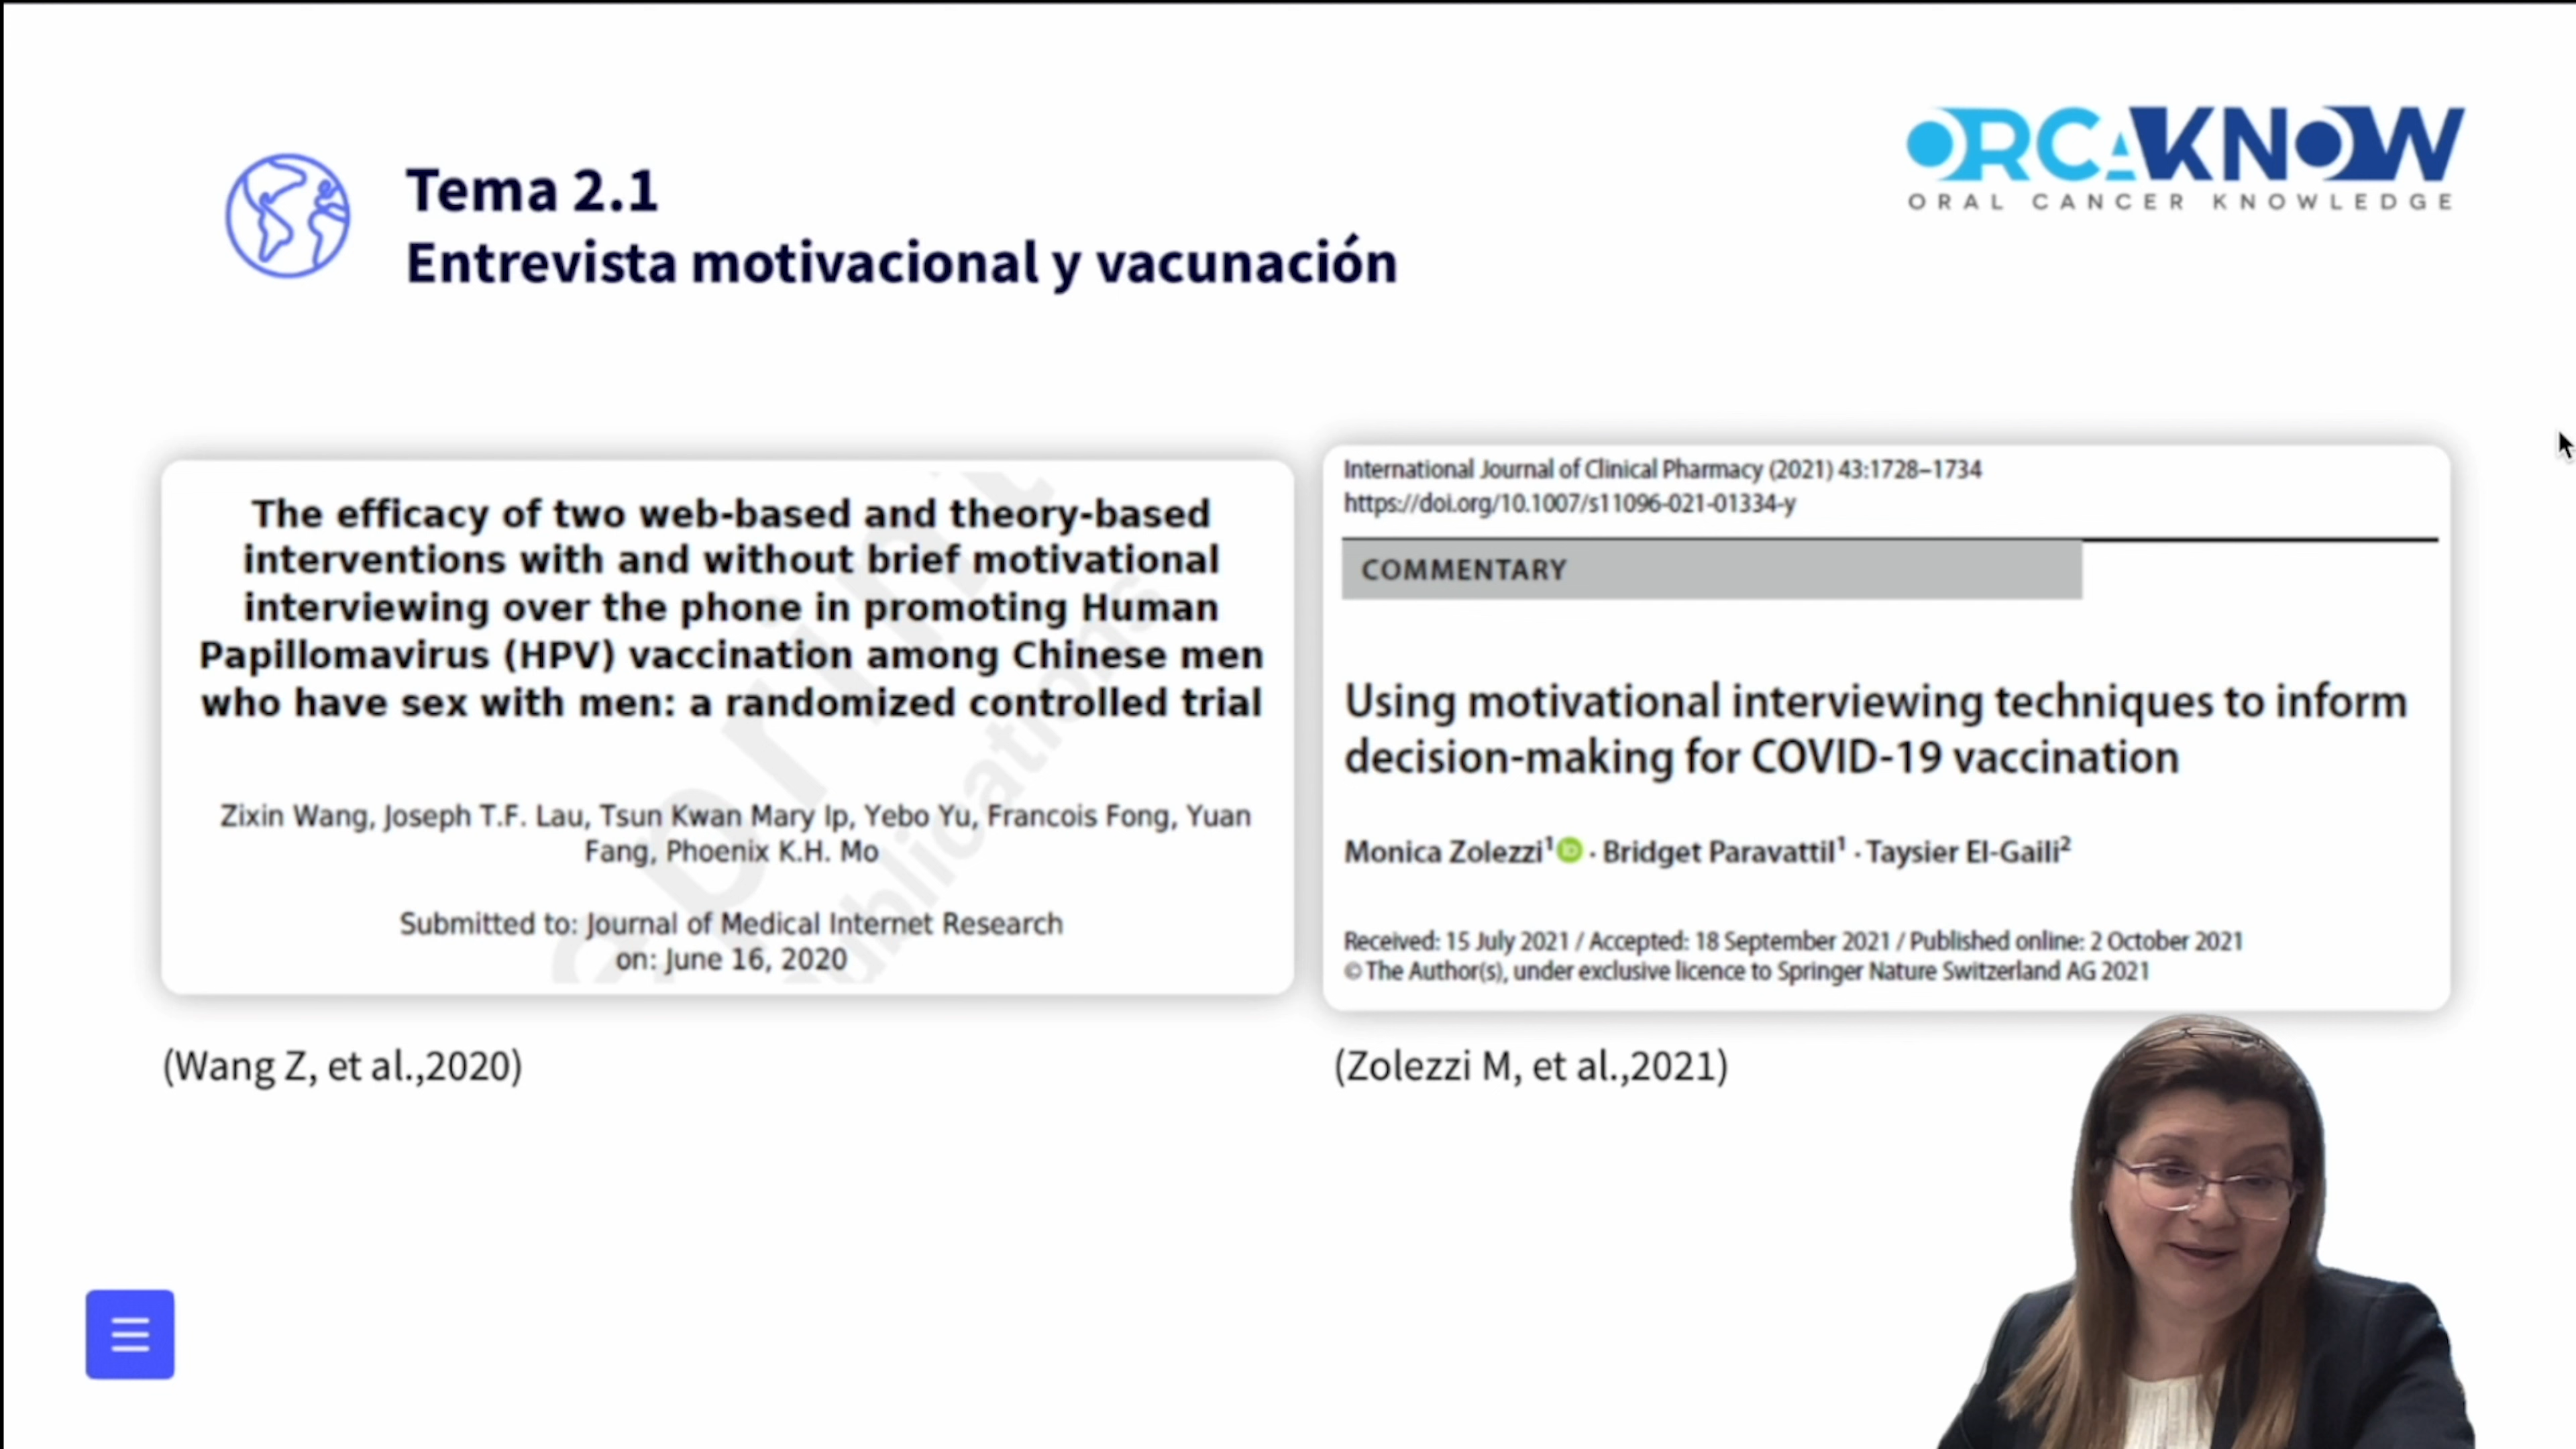 ORCAKNOW
ORAL CANCER KNOWLEDGE
Tema 2.1
Entrevista motivacional y vacunación
The efficacy of two web-based and theory-based
interventions with and without brief motivational
interviewing over the phone in promoting Human
Papillomavirus (HPV) vaccination among Chinese men
who have sex with men: a randomized controlled trial
Zixin Wang, Joseph T.F. Lau, Tsun Kwan Mary Ip, Yebo Yu, Francois Fong, Yuan
Fang, Phoenix K.H. Mo
Submitted to: Journal of Medical Internet Research
on: June 16, 2020
(Wang Z, et al.,2020)
International Journal of Clinical Pharmacy (2021) 43:1728–1734
https://doi.org/10.1007/s11096-021-01334-y
COMMENTARY
Using motivational interviewing techniques to inform
decision-making for COVID-19 vaccination
Monica Zolezzi¹ iD · Bridget Paravattil¹ · Taysier El-Gaili²
Received: 15 July 2021 / Accepted: 18 September 2021 / Published online: 2 October 2021
© The Author(s), under exclusive licence to Springer Nature Switzerland AG 2021
(Zolezzi M, et al.,2021)